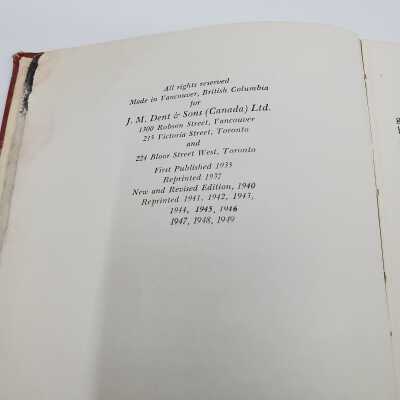 All rights reserved
Made in Vancouver, British Columbia
for
J. M. Dent & Sons (Canada) Ltd.
1300 Robson Street, Vancouver
215 Victoria Street, Toronto
and
224 Bloor Street West, Toronto
First Published 1935
Reprinted 1937
New and Revised Edition, 1940
Reprinted 1941, 1942, 1943,
1944, 1945, 1946
1947, 1948, 1949